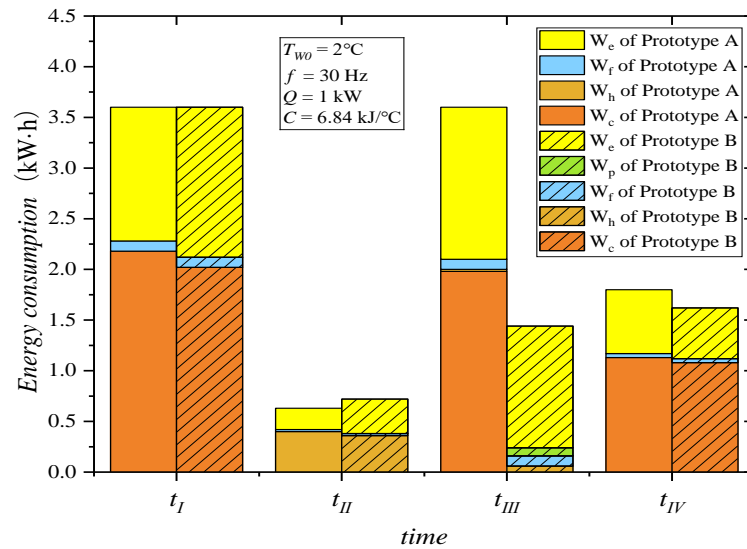 4.5
4.0
3.5
3.0
2.5
2.0
1.5
1.0
0.5
0.0
Energy consumption (kW·h)
T_W0 = 2°C
f = 30 Hz
Q = 1 kW
C = 6.84 kJ/°C
W_e of Prototype A
W_f of Prototype A
W_h of Prototype A
W_c of Prototype A
W_e of Prototype B
W_p of Prototype B
W_f of Prototype B
W_h of Prototype B
W_c of Prototype B
t_I t_II t_III t_IV
time